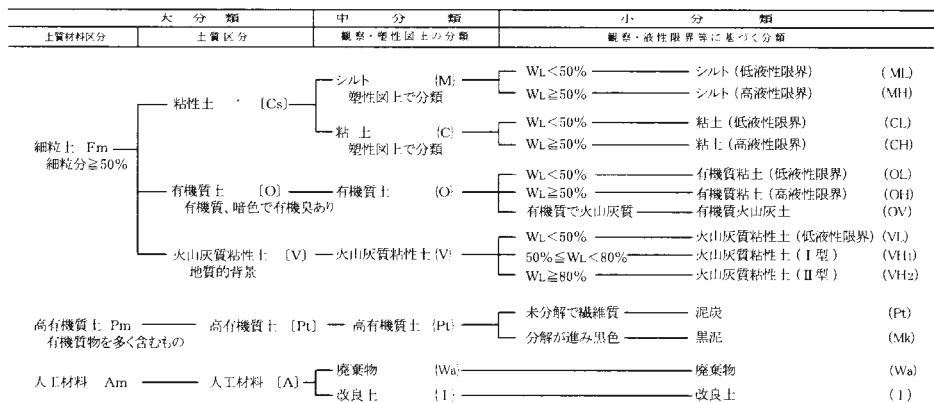 大 分 類 中 分 類 小 分 類
土質材料区分 土質区分 観察・塑性図上の分類 観察・液性限界等に基づく分類
シルト {M} WL<50% シルト (低液性限界) (ML)
塑性図上で分類 WL≧50% シルト (高液性限界) (MH)
粘性土 [Cs]
粘 土 {C} WL<50% 粘土 (低液性限界) (CL)
塑性図上で分類 WL≧50% 粘土 (高液性限界) (CH)
細粒土 Fm
細粒分≧50%
WL<50% 有機質粘土 (低液性限界) (OL)
有機質土 [O] 有機質土 {O} WL≧50% 有機質粘土 (高液性限界) (OH)
有機質、暗色で有機臭あり 有機質で火山灰質 有機質火山灰土 (OV)
WL<50% 火山灰質粘性土 (低液性限界) (VL)
火山灰質粘性土 [V] 火山灰質粘性土 {V} 50%≦WL<80% 火山灰質粘性土 (Ⅰ型) (VH1)
地質的背景 WL≧80% 火山灰質粘性土 (Ⅱ型) (VH2)
未分解で繊維質 泥炭 (Pt)
高有機質土 Pm 高有機質土 [Pt] 高有機質土 {Pt}
有機質物を多く含むもの 分解が進み黒色 黒泥 (Mk)
廃棄物 {Wa} 廃棄物 (Wa)
人工材料 Am 人工材料 [A]
改良土 {I} 改良土 (I)